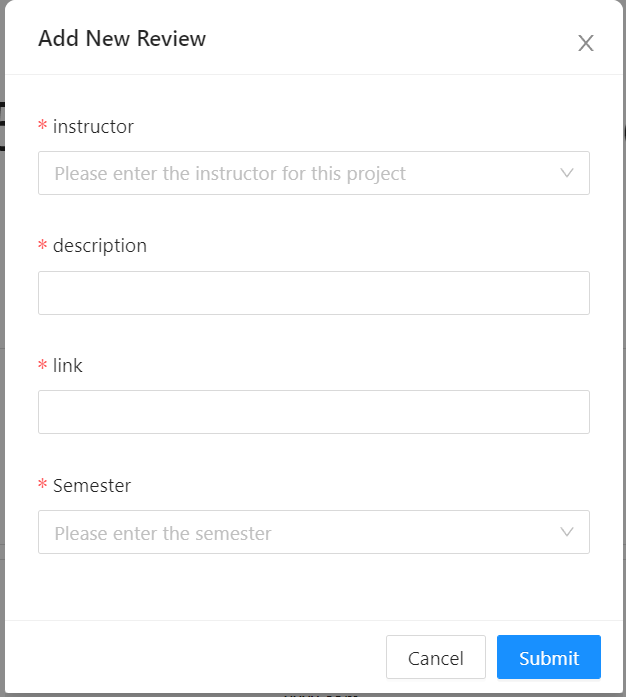 Add New Review
* instructor
Please enter the instructor for this project
* description
* link
* Semester
Please enter the semester
Cancel
Submit